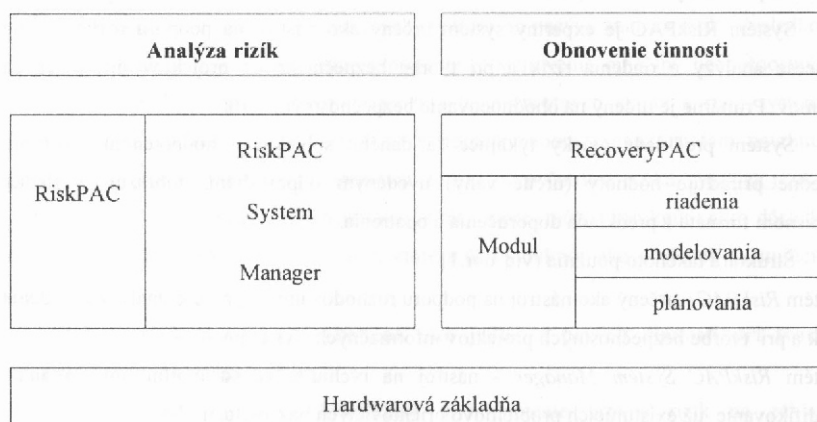 Analýza rizík
Obnovenie činnosti
RiskPAC
RiskPAC
System
Manager
RecoveryPAC
Modul
riadenia
modelovania
plánovania
Hardwarová základňa